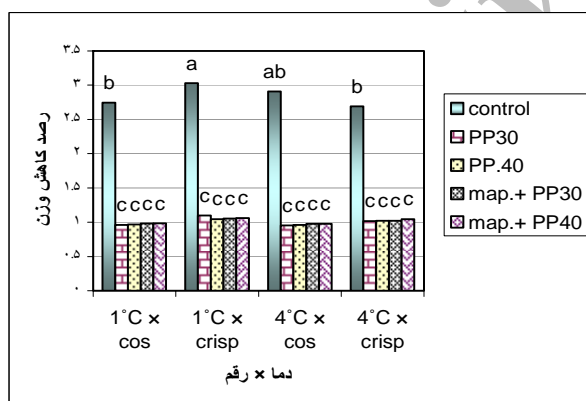 ۳.۵
۳
۲.۵
۲
۱.۵
۱
۰.۵
۰
رصد کاهش وزن
b
a
ab
b
cccc
cccc
cccc
cccc
1°C ×
cos
1°C ×
crisp
4°C ×
cos
4°C ×
crisp
دما × رقم
control
PP30
PP.40
map.+ PP30
map.+ PP40